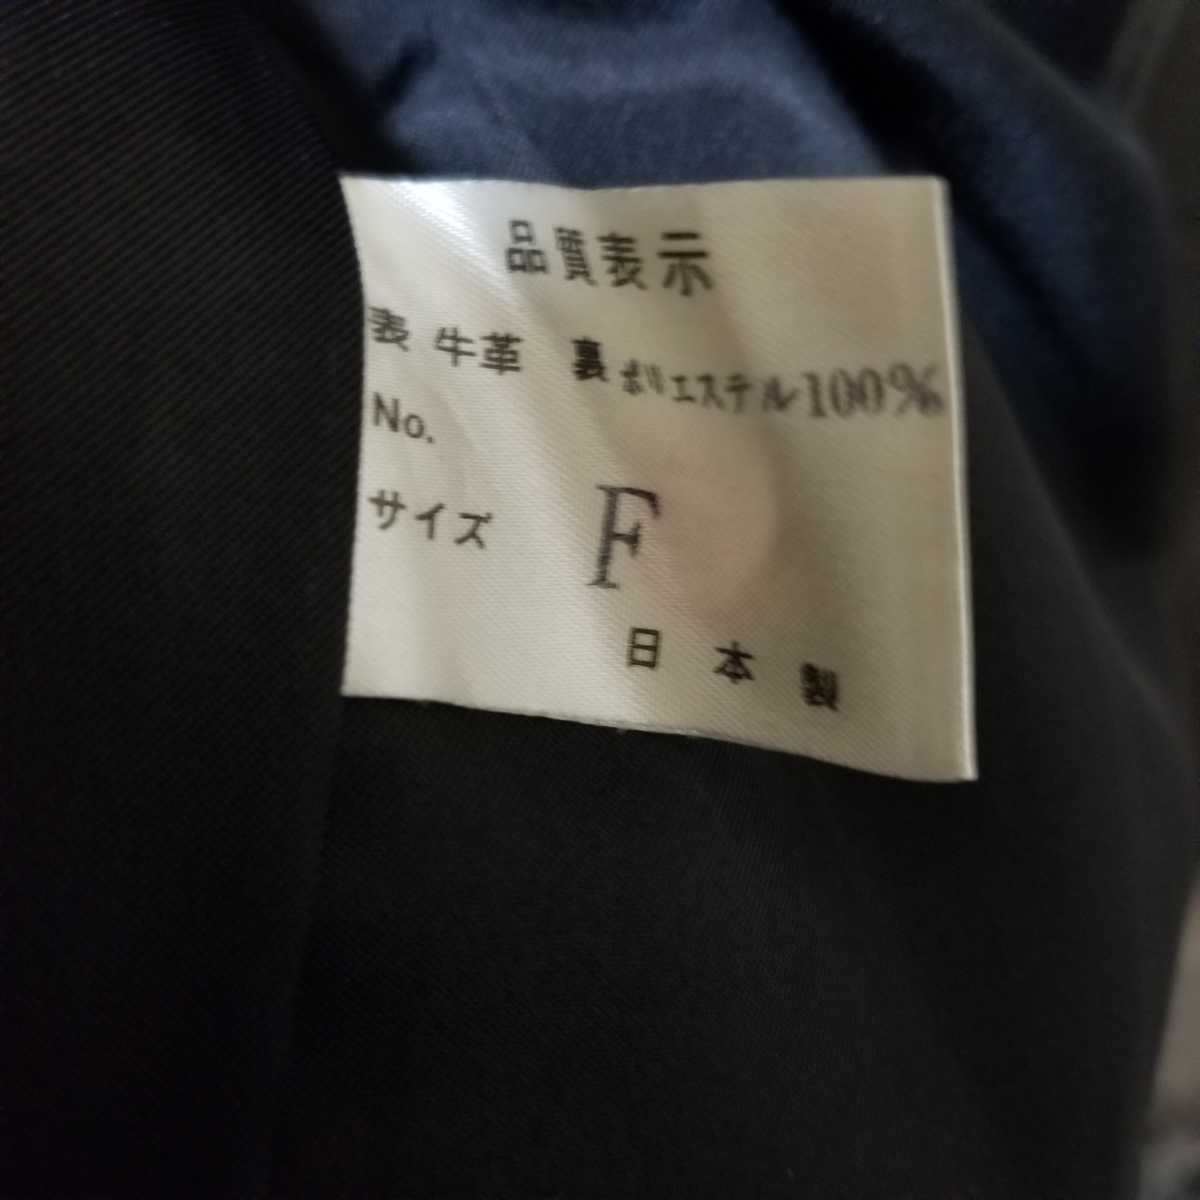 品質表示
表 牛革 裏 ポリエステル100%
No.
サイズ F
日本製